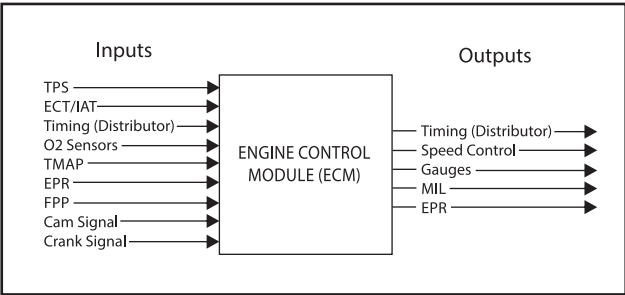 Inputs
Outputs
TPS
ECT/IAT
Timing (Distributor)
O2 Sensors
TMAP
EPR
FPP
Cam Signal
Crank Signal
ENGINE CONTROL
MODULE (ECM)
Timing (Distributor)
Speed Control
Gauges
MIL
EPR